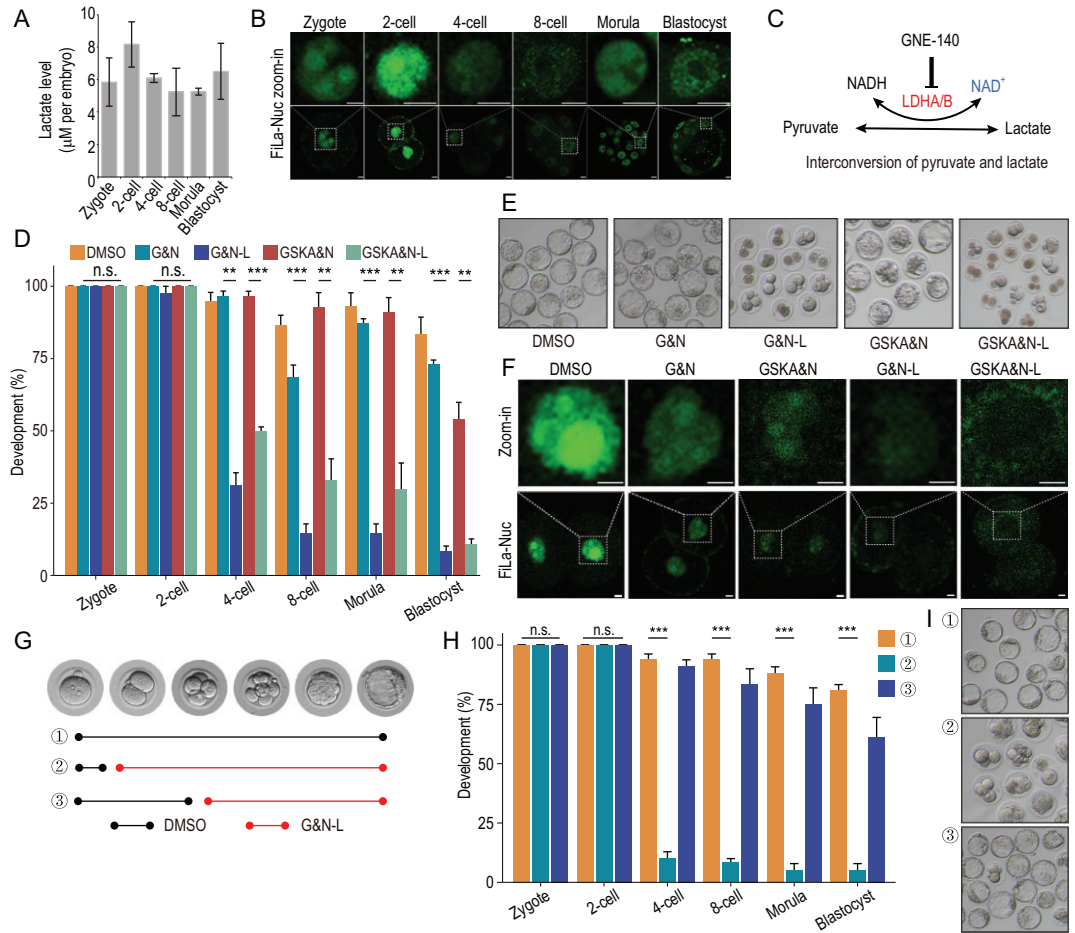 A
Lactate level
(μM per embryo)
10
8
6
4
2
0
Zygote
2-cell
4-cell
8-cell
Morula
Blastocyst
B
Zygote
2-cell
4-cell
8-cell
Morula
Blastocyst
FiLa-Nuc zoom-in
C
GNE-140
NADH
LDHA/B
NAD+
Pyruvate
Lactate
Interconversion of pyruvate and lactate
D
DMSO
G&N
G&N-L
GSKA&N
GSKA&N-L
n.s.
n.s.
** ***
*** **
*** **
*** **
100
75
50
25
0
Development (%)
Zygote
2-cell
4-cell
8-cell
Morula
Blastocyst
E
DMSO
G&N
G&N-L
GSKA&N
GSKA&N-L
F
DMSO
G&N
GSKA&N
G&N-L
GSKA&N-L
Zoom-in
FiLa-Nuc
G
①
②
③
DMSO
G&N-L
H
n.s.
n.s.
***
***
***
***
①
②
③
100
75
50
25
0
Development (%)
Zygote
2-cell
4-cell
8-cell
Morula
Blastocyst
I
①
②
③